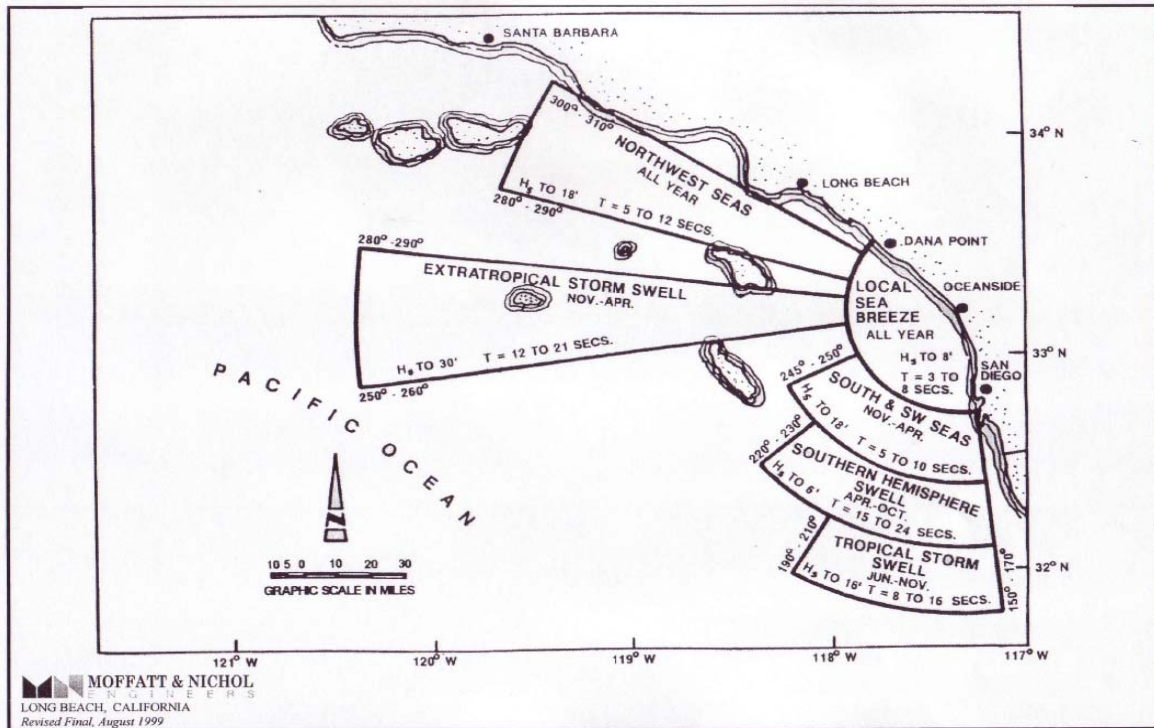 SANTA BARBARA
34° N
300° - 310°
NORTHWEST SEAS
ALL YEAR
Hs TO 18' T = 5 TO 12 SECS.
280° - 290°
LONG BEACH
DANA POINT
OCEANSIDE
280° - 290°
EXTRATROPICAL STORM SWELL
NOV.-APR.
Hs TO 30' T = 12 TO 21 SECS.
250° - 260°
LOCAL
SEA
BREEZE
ALL YEAR
Hs TO 8'
T = 3 TO
8 SECS.
33° N
SAN
DIEGO
245° - 250°
SOUTH & SW SEAS
NOV.-APR.
Hs TO 18' T = 5 TO 10 SECS.
220° - 230°
SOUTHERN HEMISPHERE
SWELL
APR.-OCT.
Hs TO 6' T = 15 TO 24 SECS.
190° - 210°
TROPICAL STORM
SWELL
JUN.-NOV.
Hs TO 15' T = 8 TO 16 SECS.
150° - 170°
32° N
PACIFIC OCEAN
N
10 5 0 10 20 30
GRAPHIC SCALE IN MILES
121° W
120° W
119° W
118° W
117° W
MOFFATT & NICHOL
ENGINEERS
LONG BEACH, CALIFORNIA
Revised Final, August 1999